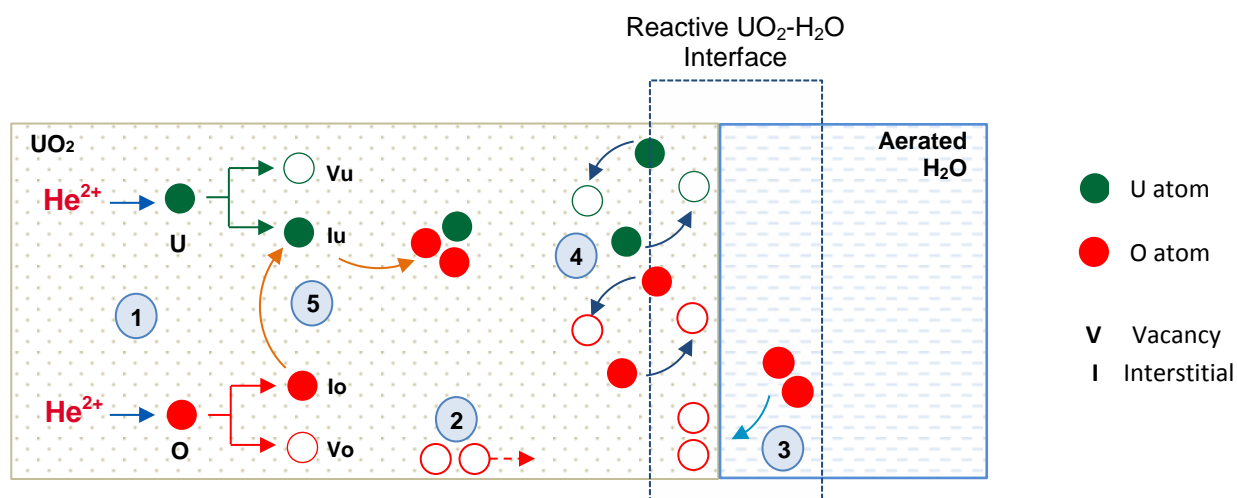 Reactive UO₂-H₂O
Interface
UO₂
Aerated
H₂O
He²⁺
U
Vu
Iu
1
5
4
He²⁺
O
Io
Vo
2
3
U atom
O atom
V Vacancy
I Interstitial